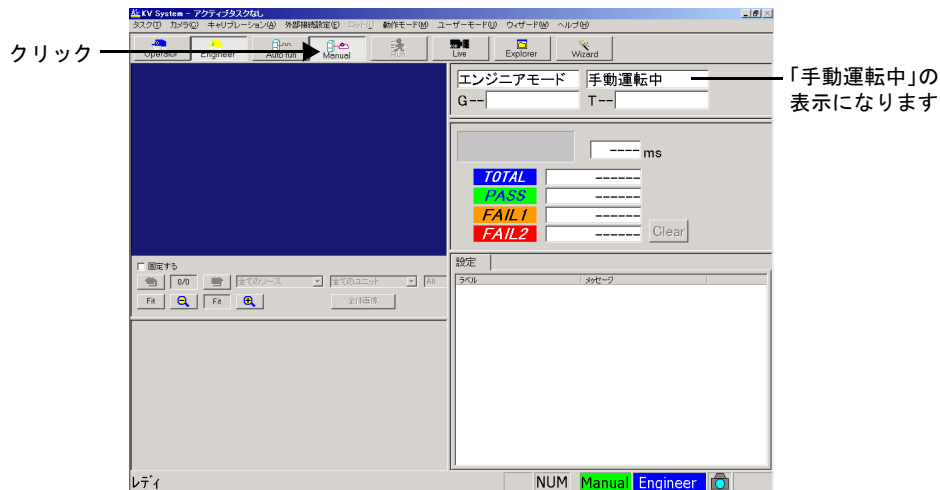 KV System - アクティブタスクなし
タスク(T) カメラ(C) キャリブレーション(A) 外部接続設定(E) ロット(L) 動作モード(M) ユーザーモード(U) ウィザード(W) ヘルプ(H)
クリック
Operator Engineer Auto run Manual Run Live Explorer Wizard
エンジニアモード 手動運転中
「手動運転中」の
表示になります
G-- T--
---- ms
TOTAL ------
PASS ------
FAIL1 ------
FAIL2 ------ Clear
固定する
0/0 全てのソース 全てのユニット All
Fit Fit 全体画像
設定
ラベル メッセージ
レディ NUM Manual Engineer